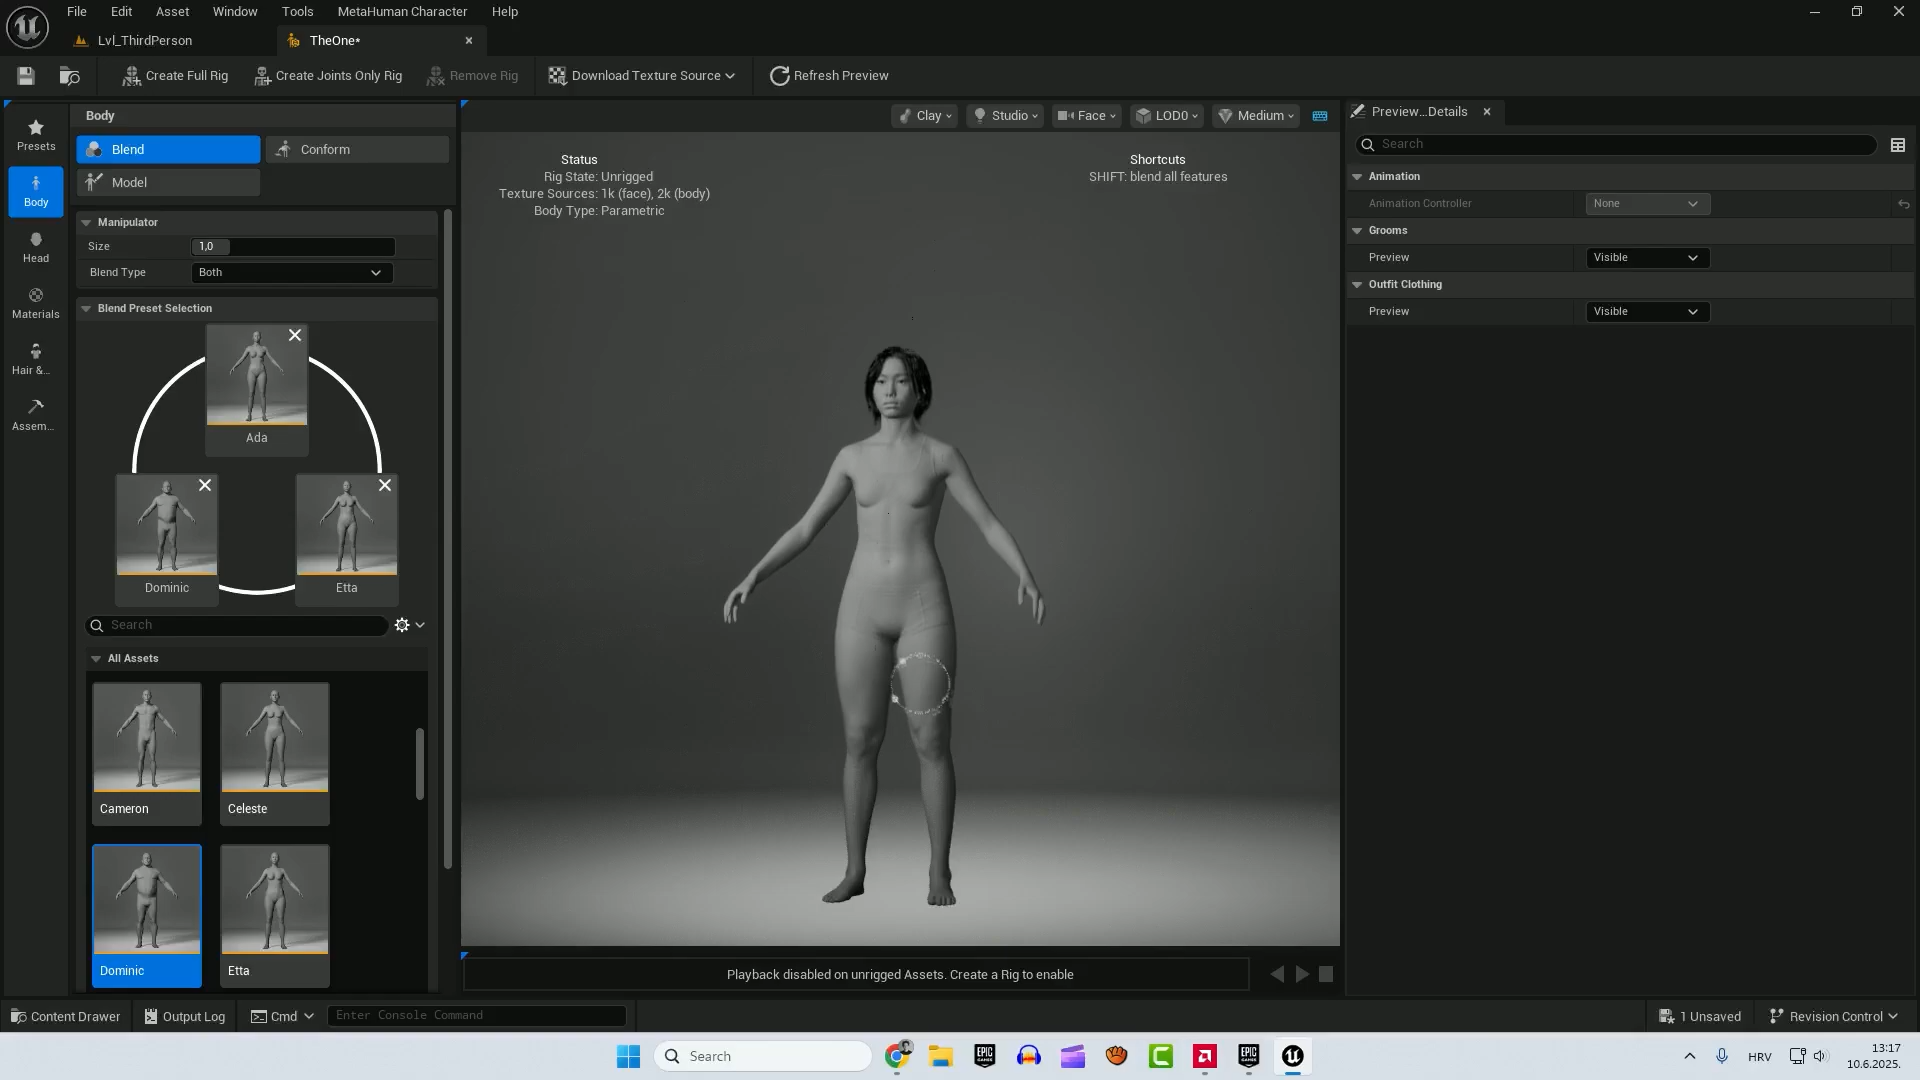 File Edit Asset Window Tools MetaHuman Character Help
Lvl_ThirdPerson
TheOne*
Create Full Rig
Create Joints Only Rig
Remove Rig
Download Texture Source
Refresh Preview
Presets
Body
Head
Materials
Hair &...
Assem...
Body
Blend
Conform
Model
Manipulator
Size
1,0
Blend Type
Both
Blend Preset Selection
Ada
Dominic
Etta
Search
All Assets
Cameron
Celeste
Dominic
Etta
Clay
Studio
Face
LOD0
Medium
Status
Rig State: Unrigged
Texture Sources: 1k (face), 2k (body)
Body Type: Parametric
Shortcuts
SHIFT: blend all features
Playback disabled on unrigged Assets. Create a Rig to enable
Preview...Details
Search
Animation
Animation Controller
None
Grooms
Preview
Visible
Outfit Clothing
Preview
Visible
Content Drawer
Output Log
Cmd
Enter Console Command
1 Unsaved
Revision Control
Search
EPIC GAMES
EPIC GAMES
HRV
13:17
10.6.2025.